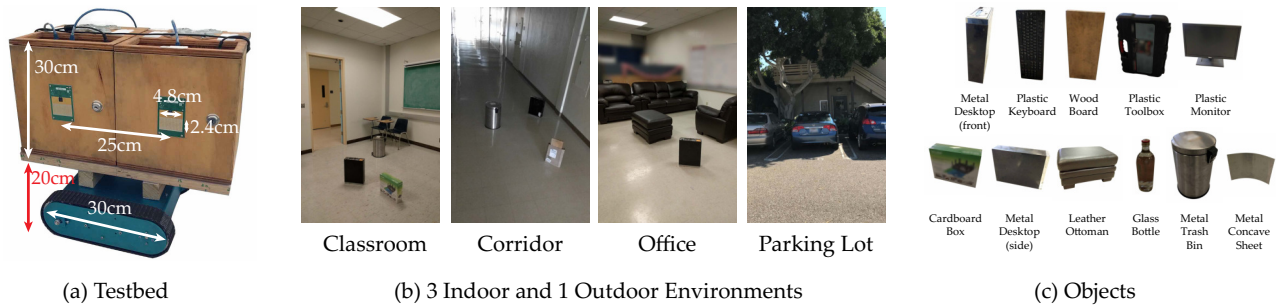 30cm
4.8cm
2.4cm
25cm
20cm
30cm
(a) Testbed
Classroom
Corridor
Office
Parking Lot
(b) 3 Indoor and 1 Outdoor Environments
Metal
Desktop
(front)
Plastic
Keyboard
Wood
Board
Plastic
Toolbox
Plastic
Monitor
Cardboard
Box
Metal
Desktop
(side)
Leather
Ottoman
Glass
Bottle
Metal
Trash
Bin
Metal
Concave
Sheet
(c) Objects